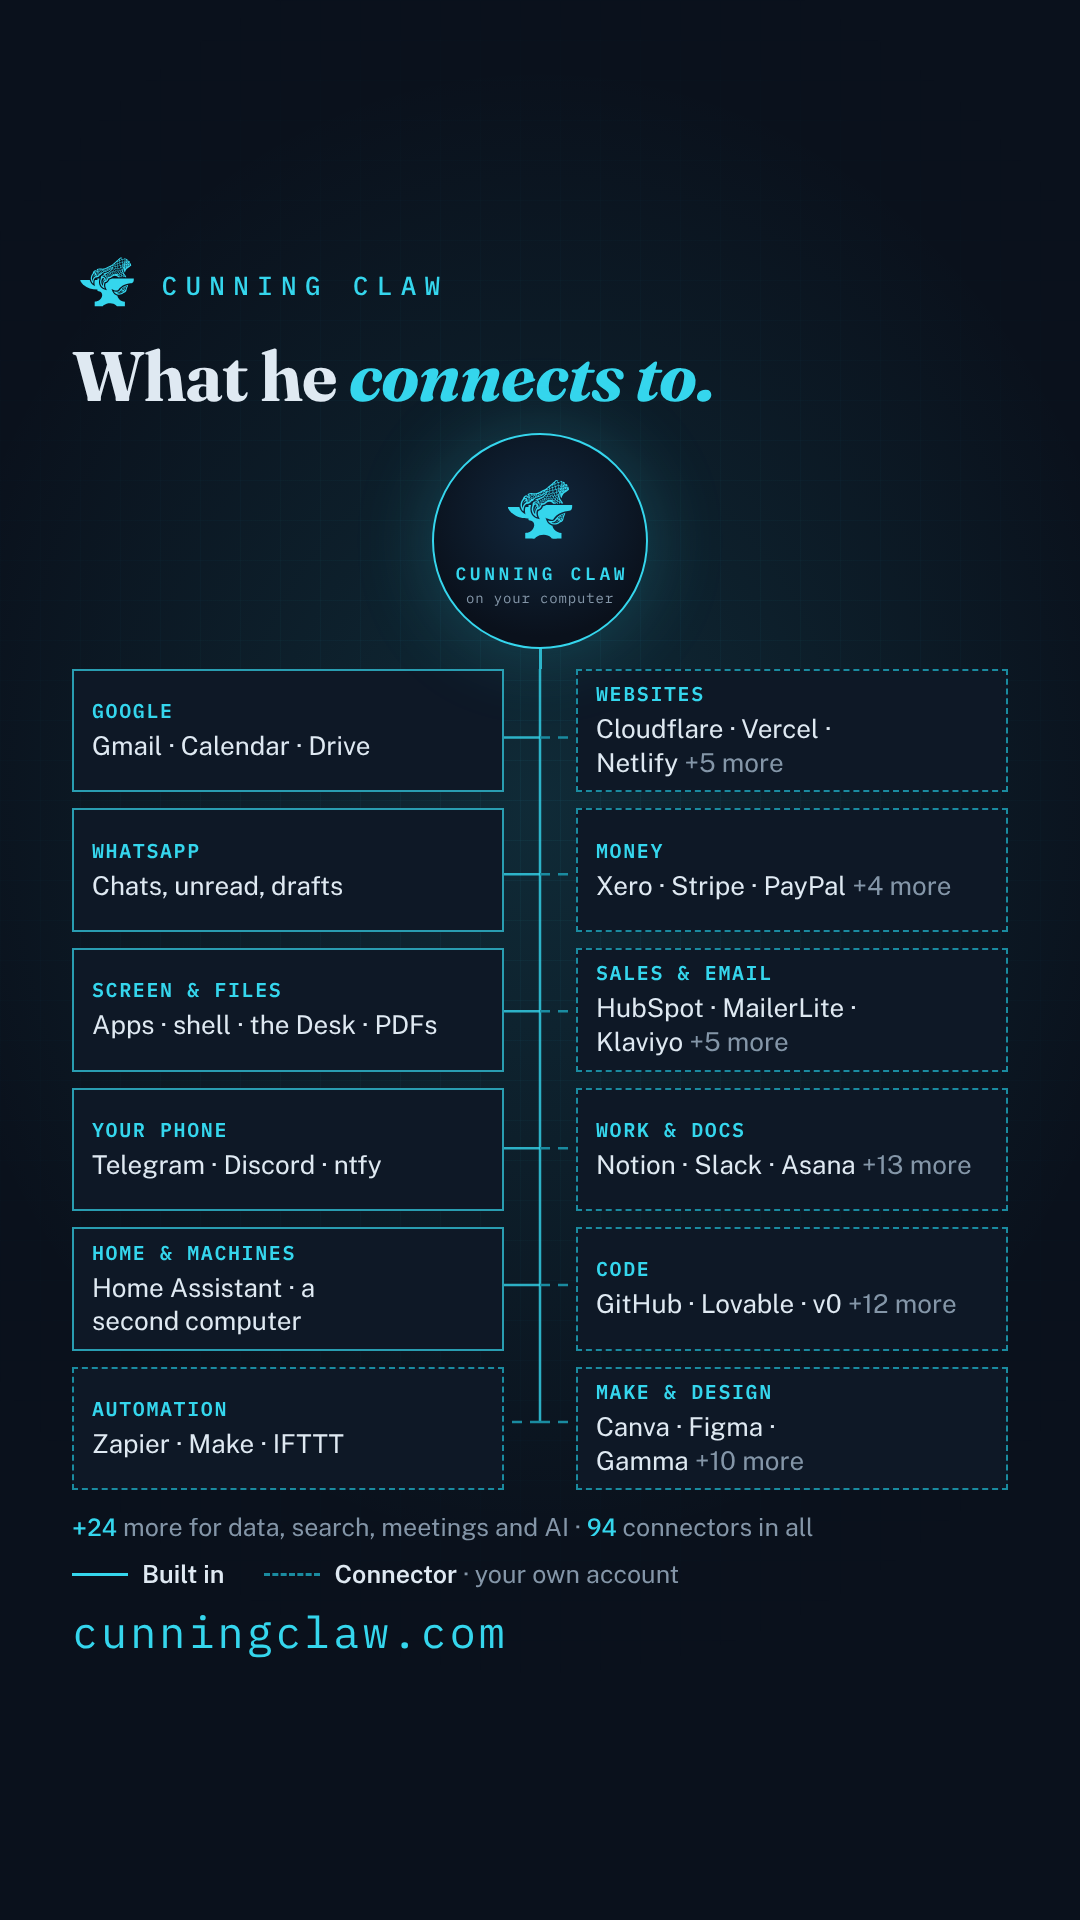 CUNNING CLAW
What he connects to.
CUNNING CLAW
on your computer
GOOGLE
Gmail · Calendar · Drive
WEBSITES
Cloudflare · Vercel ·
Netlify +5 more
WHATSAPP
Chats, unread, drafts
MONEY
Xero · Stripe · PayPal +4 more
SCREEN & FILES
Apps · shell · the Desk · PDFs
SALES & EMAIL
HubSpot · MailerLite ·
Klaviyo +5 more
YOUR PHONE
Telegram · Discord · ntfy
WORK & DOCS
Notion · Slack · Asana +13 more
HOME & MACHINES
Home Assistant · a
second computer
CODE
GitHub · Lovable · v0 +12 more
AUTOMATION
Zapier · Make · IFTTT
MAKE & DESIGN
Canva · Figma ·
Gamma +10 more
+24 more for data, search, meetings and AI · 94 connectors in all
Built in
Connector · your own account
cunningclaw.com